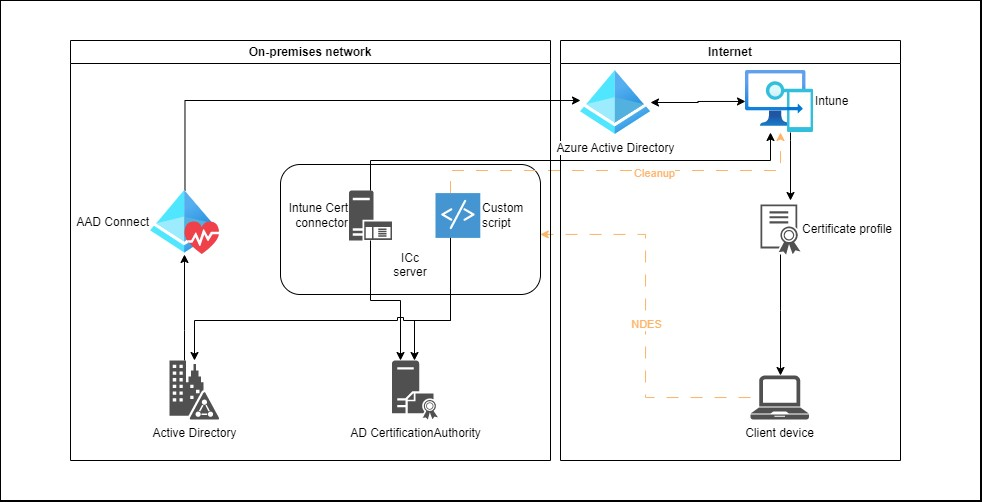 On-premises network
Internet
Intune
Azure Active Directory
Cleanup
AAD Connect
Intune Cert
connector
Custom
script
Certificate profile
ICc
server
NDES
Active Directory
AD CertificationAuthority
Client device